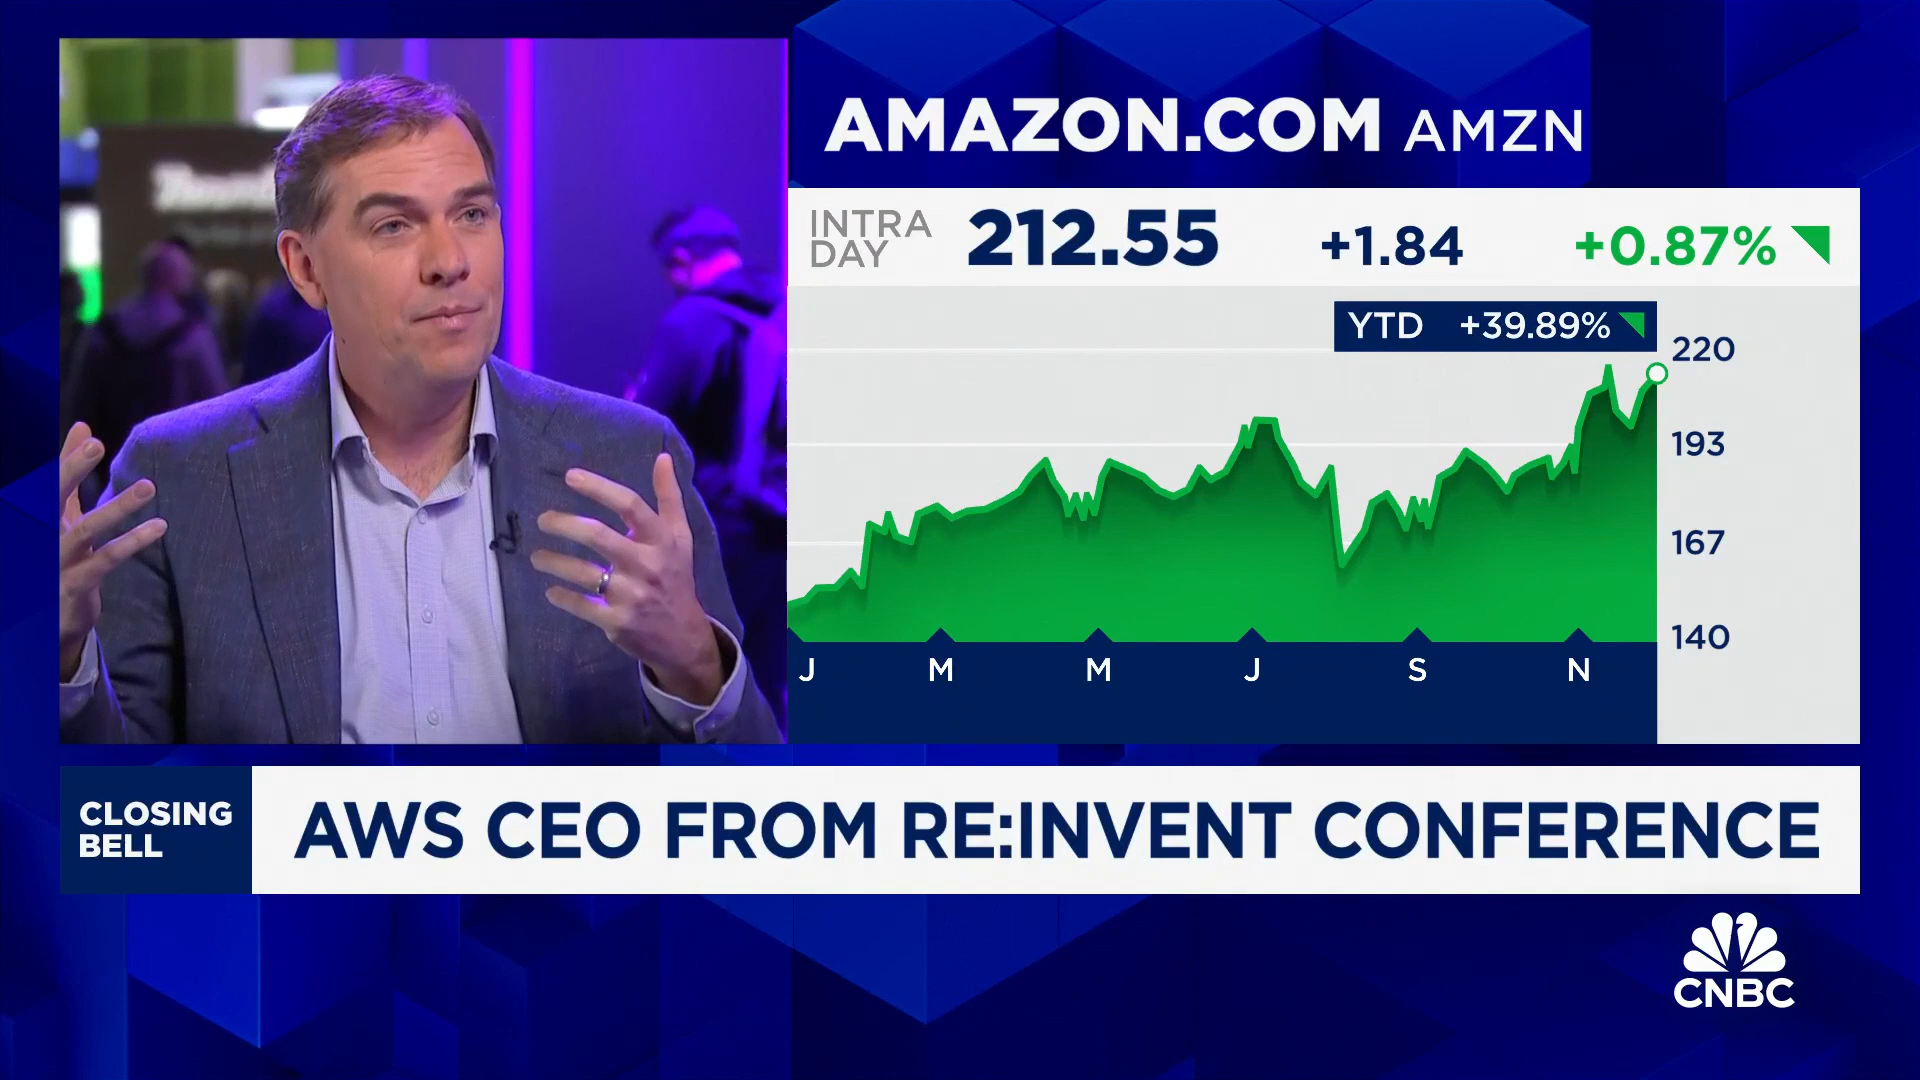 AMAZON.COM AMZN
INTRA
DAY
212.55 +1.84 +0.87%
YTD +39.89%
220
193
167
140
J M M J S N
CLOSING
BELL
AWS CEO FROM RE:INVENT CONFERENCE
CNBC